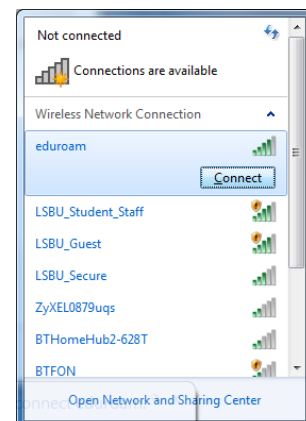 Not connected
Connections are available
Wireless Network Connection
eduroam
Connect
LSBU_Student_Staff
LSBU_Guest
LSBU_Secure
ZyXEL0879uqs
BTHomeHub2-628T
BTFON
Open Network and Sharing Center